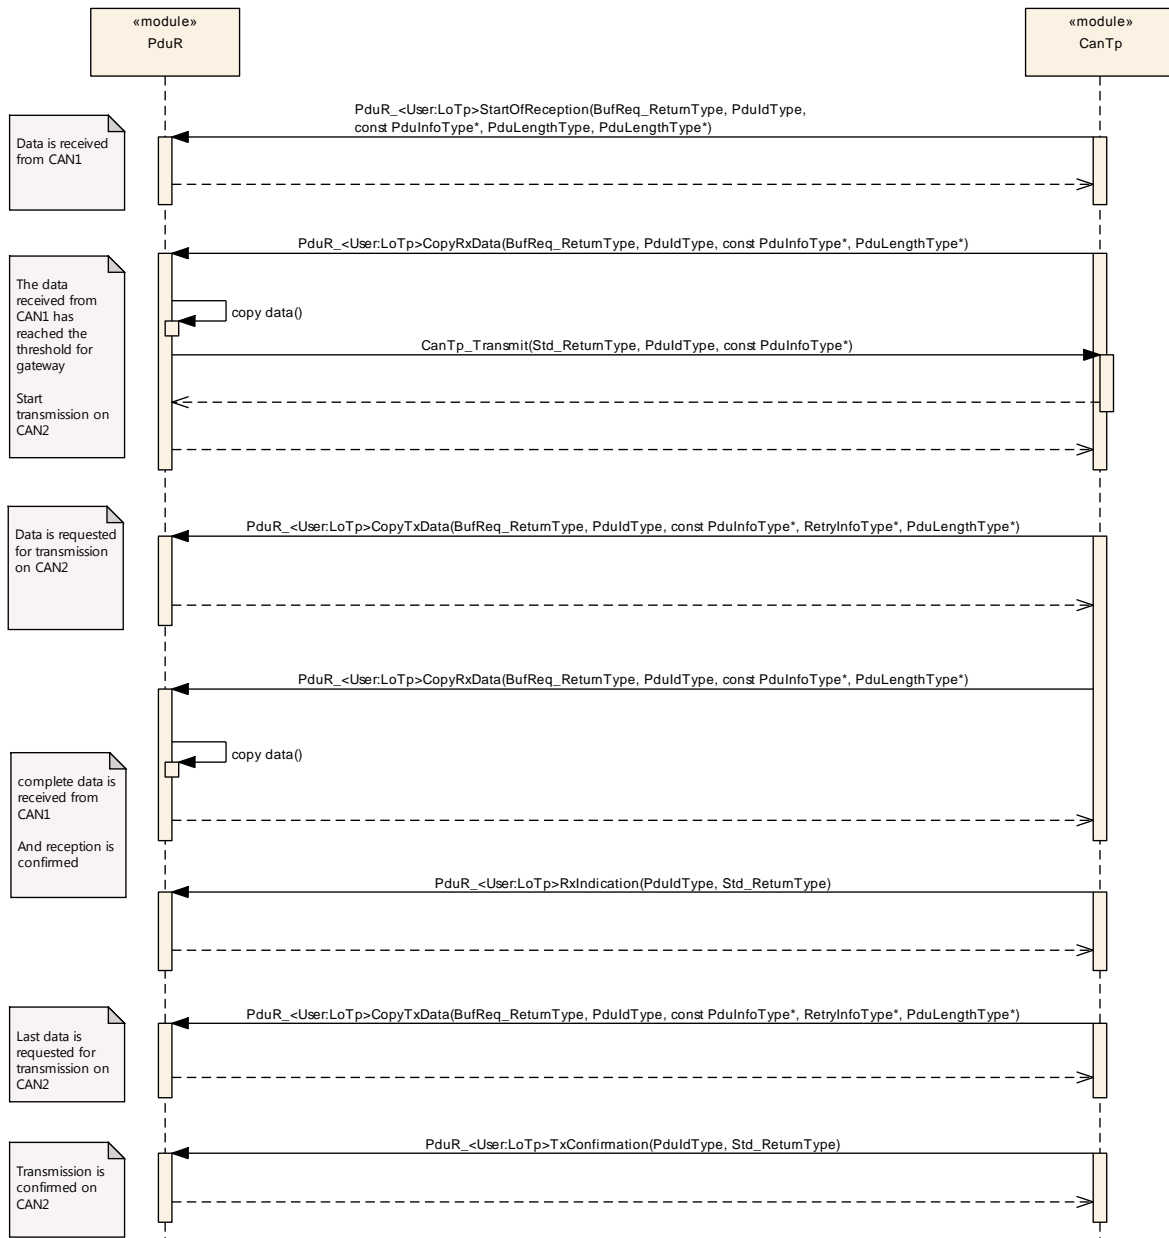 «module»
PduR
«module»
CanTp
PduR_<User:LoTp>StartOfReception(BufReq_ReturnType, PduIdType,
const PduInfoType*, PduLengthType, PduLengthType*)
Data is received
from CAN1
PduR_<User:LoTp>CopyRxData(BufReq_ReturnType, PduIdType, const PduInfoType*, PduLengthType*)
The data
received from
CAN1 has
reached the
threshold for
gateway
Start
transmission on
CAN2
copy data()
CanTp_Transmit(Std_ReturnType, PduIdType, const PduInfoType*)
PduR_<User:LoTp>CopyTxData(BufReq_ReturnType, PduIdType, const PduInfoType*, RetryInfoType*, PduLengthType*)
Data is requested
for transmission
on CAN2
PduR_<User:LoTp>CopyRxData(BufReq_ReturnType, PduIdType, const PduInfoType*, PduLengthType*)
copy data()
complete data is
received from
CAN1
And reception is
confirmed
PduR_<User:LoTp>RxIndication(PduIdType, Std_ReturnType)
PduR_<User:LoTp>CopyTxData(BufReq_ReturnType, PduIdType, const PduInfoType*, RetryInfoType*, PduLengthType*)
Last data is
requested for
transmission on
CAN2
PduR_<User:LoTp>TxConfirmation(PduIdType, Std_ReturnType)
Transmission is
confirmed on
CAN2